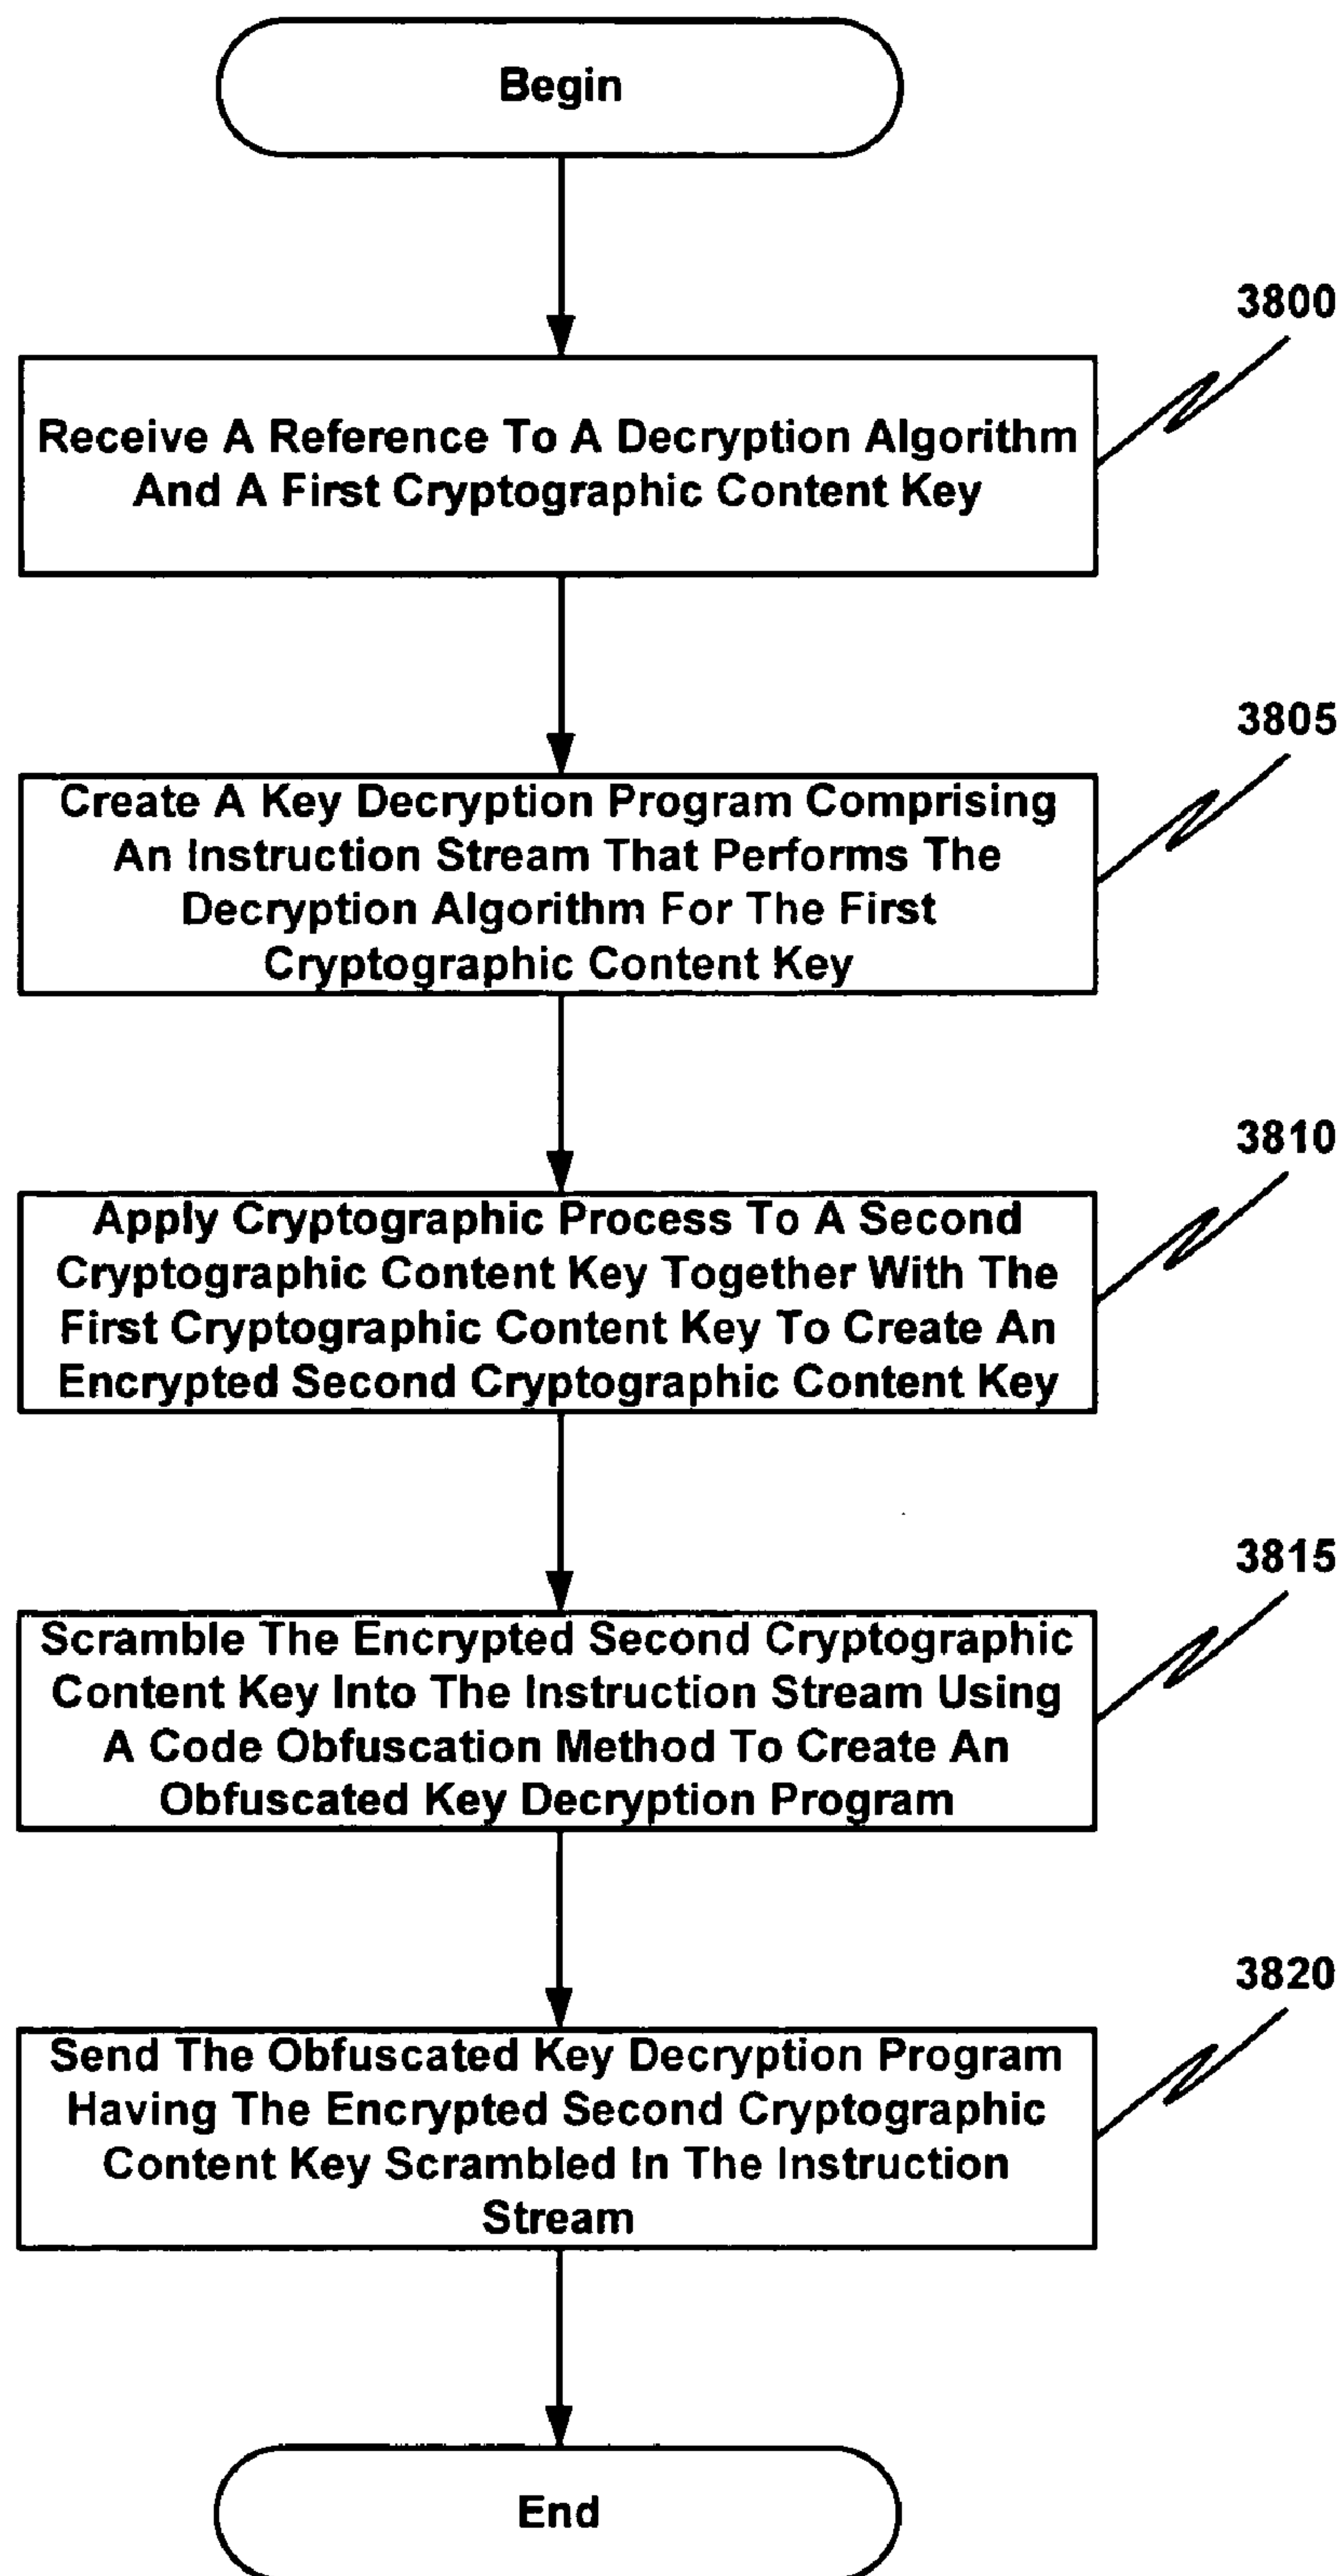 Begin
3800
Receive A Reference To A Decryption Algorithm
And A First Cryptographic Content Key
3805
Create A Key Decryption Program Comprising
An Instruction Stream That Performs The
Decryption Algorithm For The First
Cryptographic Content Key
3810
Apply Cryptographic Process To A Second
Cryptographic Content Key Together With The
First Cryptographic Content Key To Create An
Encrypted Second Cryptographic Content Key
3815
Scramble The Encrypted Second Cryptographic
Content Key Into The Instruction Stream Using
A Code Obfuscation Method To Create An
Obfuscated Key Decryption Program
3820
Send The Obfuscated Key Decryption Program
Having The Encrypted Second Cryptographic
Content Key Scrambled In The Instruction
Stream
End